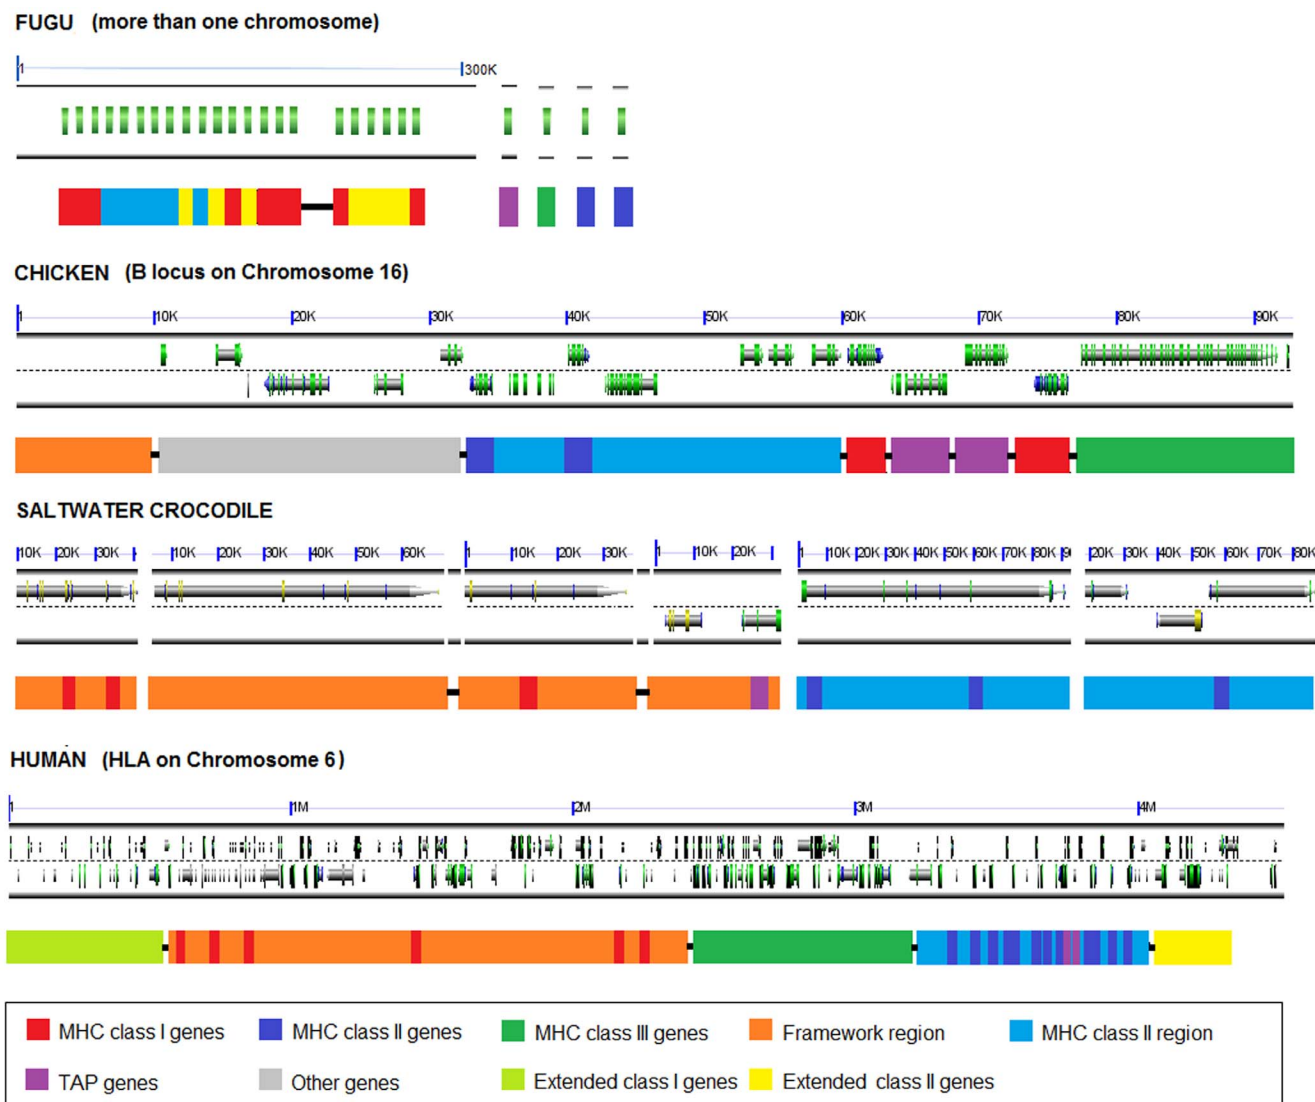 FUGU (more than one chromosome)
1 300K
CHICKEN (B locus on Chromosome 16)
1 10K 20K 30K 40K 50K 60K 70K 80K 90K
SALTWATER CROCODILE
10K 20K 30K 10K 20K 30K 40K 50K 60K 1 10K 20K 30K 1 10K 20K 1 10K 20K 30K 40K 50K 60K 70K 80K 20K 30K 40K 50K 60K 70K 80K
HUMAN (HLA on Chromosome 6)
1 1M 2M 3M 4M
MHC class I genes MHC class II genes MHC class III genes Framework region MHC class II region
TAP genes Other genes Extended class I genes Extended class II genes